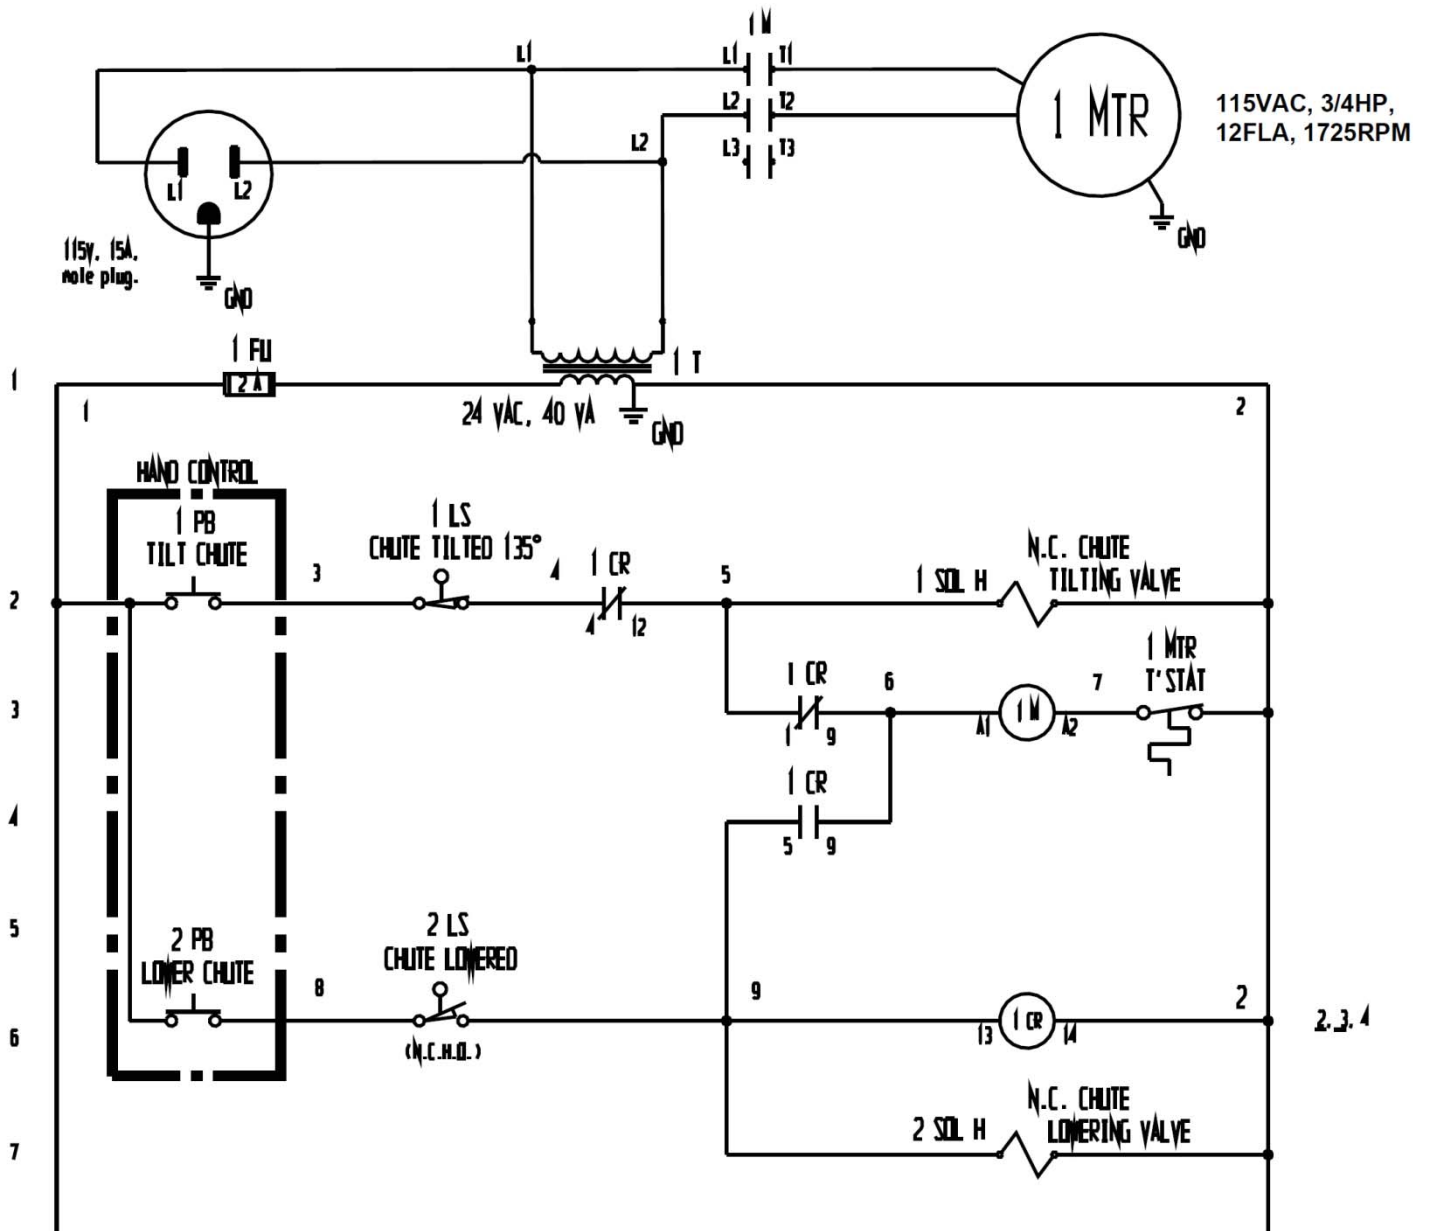 1 M
L1
L1
T1
L2
T2
L3
T3
1 MTR
115VAC, 3/4HP,
12FLA, 1725RPM
GND
L2
L1
L2
115v, 15A,
male plug.
GND
1 FU
2 A
1 T
24 VAC, 40 VA
GND
1
1
2
HAND CONTROL
1 PB
TILT CHUTE
3
1 LS
CHUTE TILTED 135°
4
1 CR
4
12
5
1 SOL H
N.C. CHUTE
TILTING VALVE
2
1 CR
1
9
6
A1
1 M
A2
7
1 MTR
T'STAT
3
1 CR
5
9
4
5
2 PB
LOWER CHUTE
8
2 LS
CHUTE LOWERED
(N.C.H.O.)
9
13
1 CR
14
2
2, 3, 4
6
2 SOL H
N.C. CHUTE
LOWERING VALVE
7